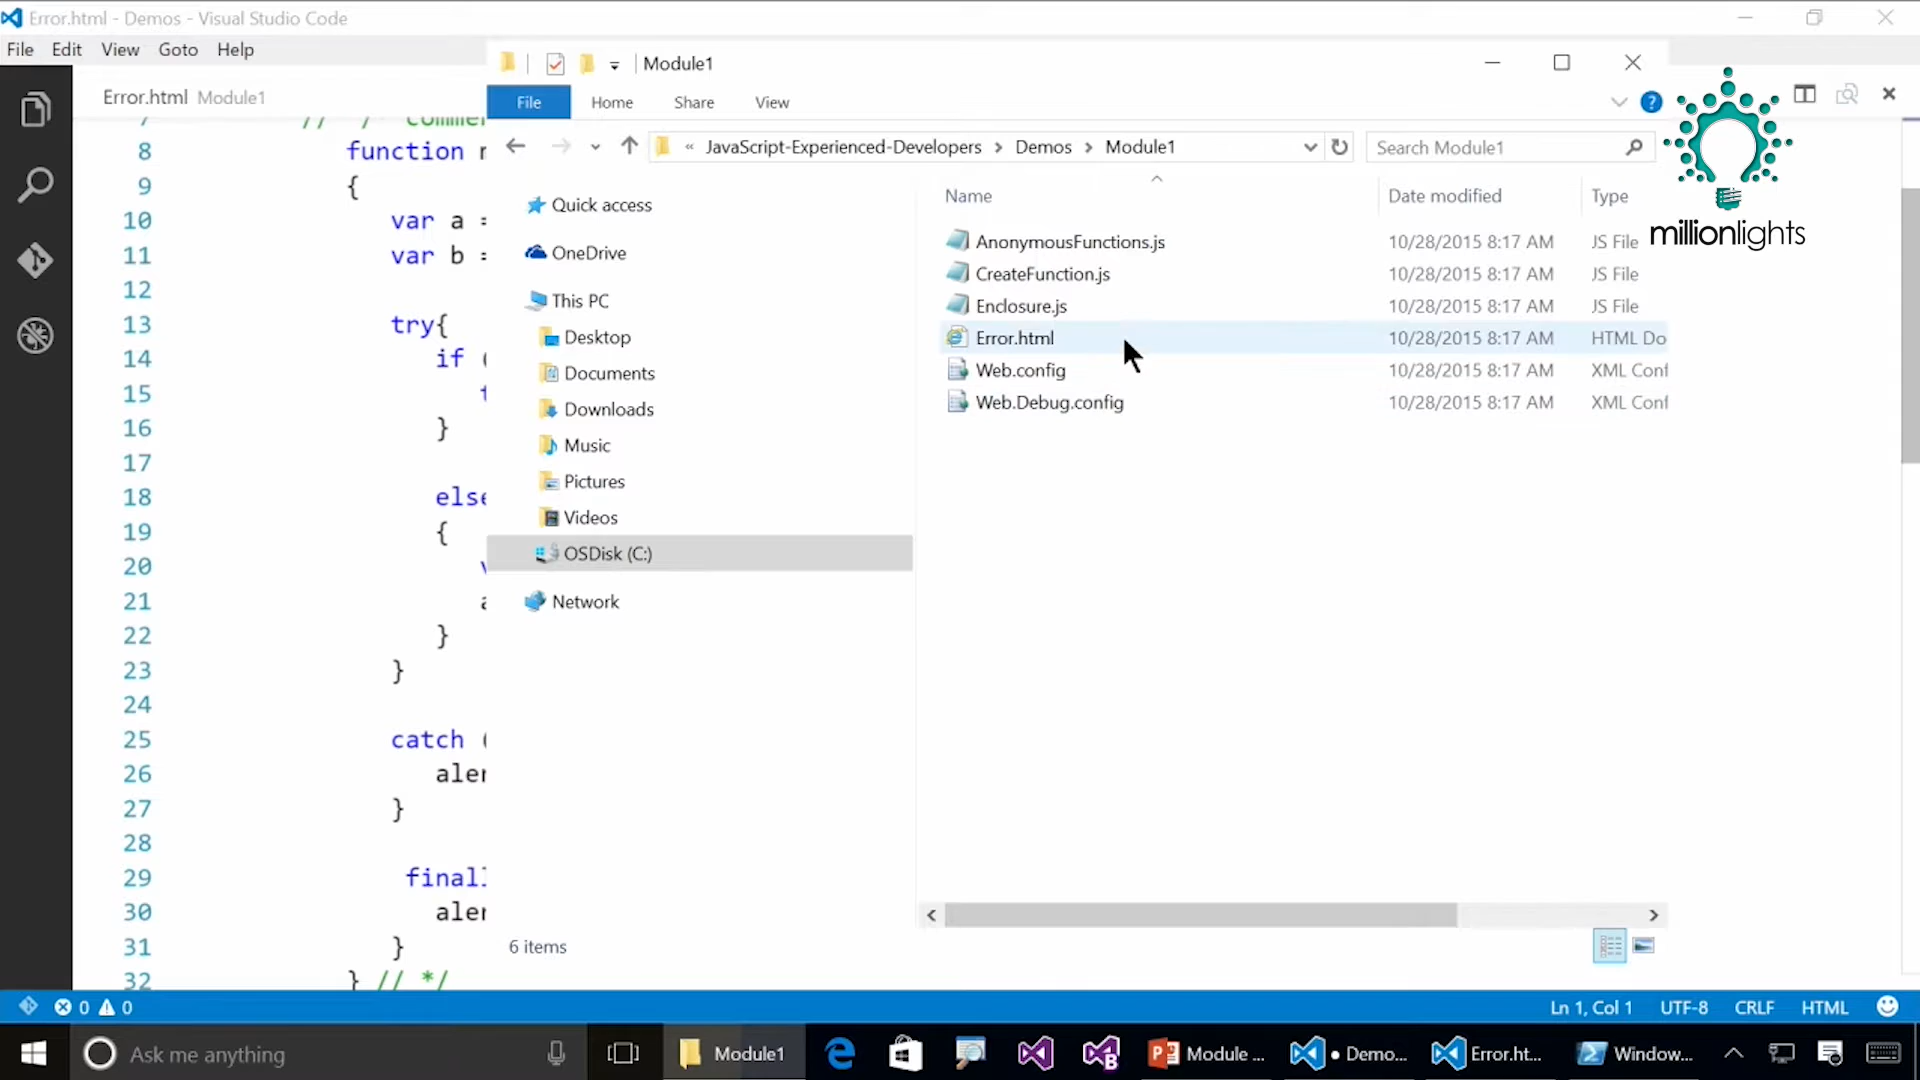 Error.html - Demos - Visual Studio Code
File Edit View Goto Help
Error.html Module1
8 function
9 {
10 var a =
11 var b =
12
13 try{
14 if (
15
16 }
17
18 else
19 {
20
21
22 }
23 }
24
25 catch (
26
27 }
28
29
30
31 }
32 } // */
Module1
File Home Share View
« JavaScript-Experienced-Developers > Demos > Module1
Search Module1
Quick access
OneDrive
This PC
Desktop
Documents
Downloads
Music
Pictures
Videos
OSDisk (C:)
Network
Name Date modified Type
AnonymousFunctions.js 10/28/2015 8:17 AM JS File
CreateFunction.js 10/28/2015 8:17 AM JS File
Enclosure.js 10/28/2015 8:17 AM JS File
Error.html 10/28/2015 8:17 AM HTML Do
Web.config 10/28/2015 8:17 AM XML Conf
Web.Debug.config 10/28/2015 8:17 AM XML Conf
6 items
millionlights
0 0
Ln 1, Col 1 UTF-8 CRLF HTML
Ask me anything
Module1
Module ...
• Demo...
Error.ht...
Window...